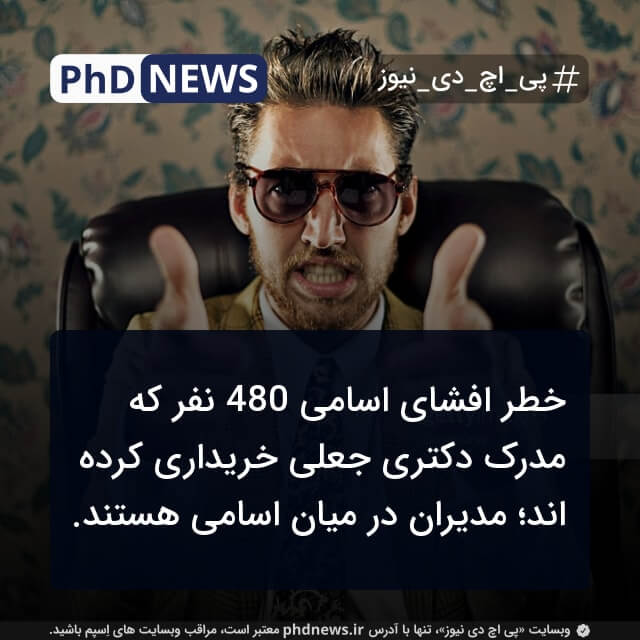 PhD NEWS
#پی_اچ_دی_نیوز
خطر افشای اسامی 480 نفر که
مدرک دکتری جعلی خریداری کرده
اند؛ مدیران در میان اسامی هستند.
وبسایت «پی اچ دی نیوز»، تنها با آدرس phdnews.ir معتبر است، مراقب وبسایت های اِسپم باشید.